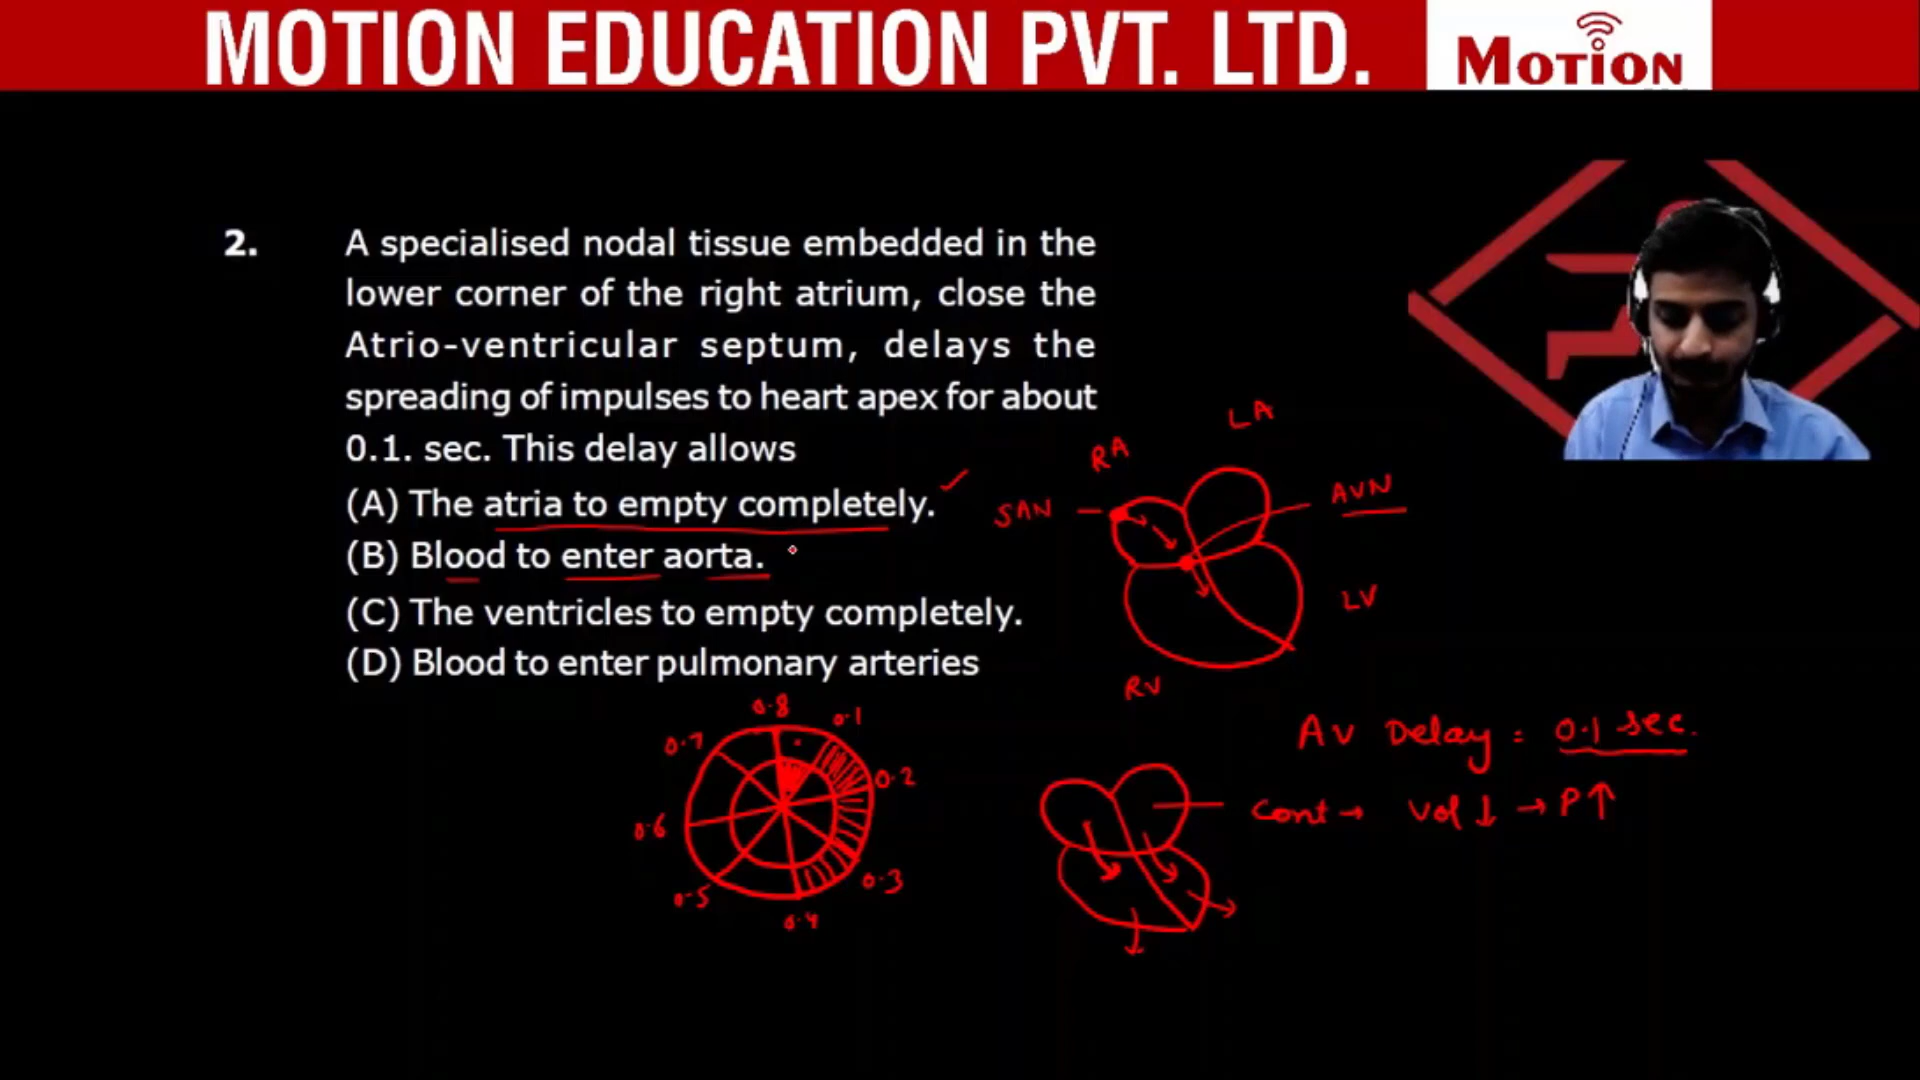 MOTION EDUCATION PVT. LTD.
MOTION
2.
A specialised nodal tissue embedded in the
lower corner of the right atrium, close the
Atrio-ventricular septum, delays the
spreading of impulses to heart apex for about
0.1. sec. This delay allows
(A) The atria to empty completely.
(B) Blood to enter aorta.
(C) The ventricles to empty completely.
(D) Blood to enter pulmonary arteries
LA
RA
SAN
AVN
LV
RV
0.8
0.1
0.7
0.2
0.6
0.3
0.5
0.4
AV Delay = 0.1 sec.
Cont → Vol ↓ → P↑